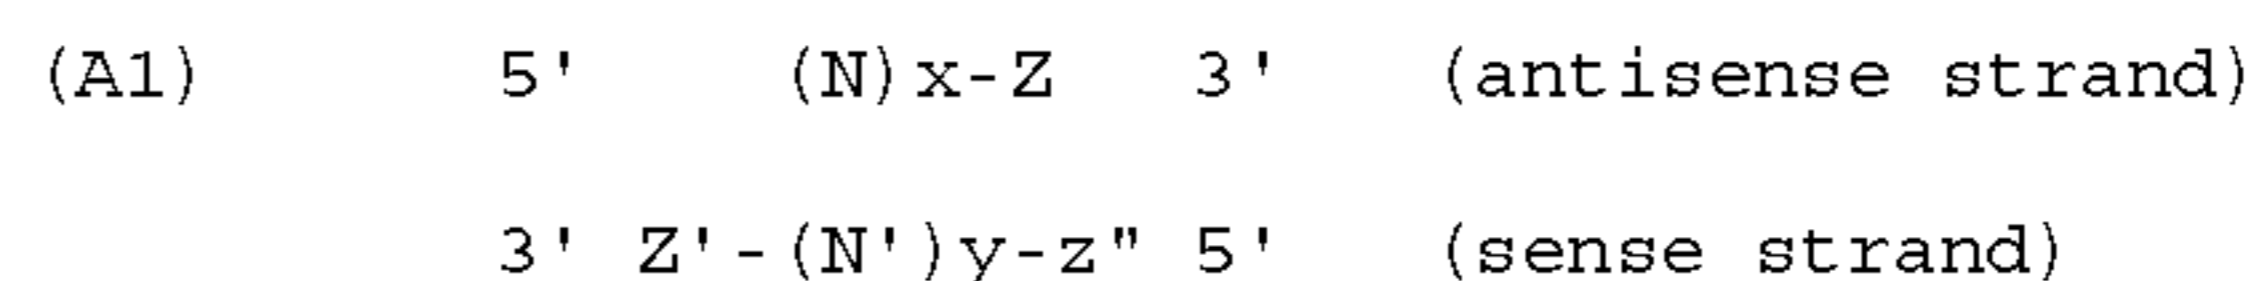 (A1) 5' (N)x-Z 3' (antisense strand)
3' Z'-(N')y-z" 5' (sense strand)